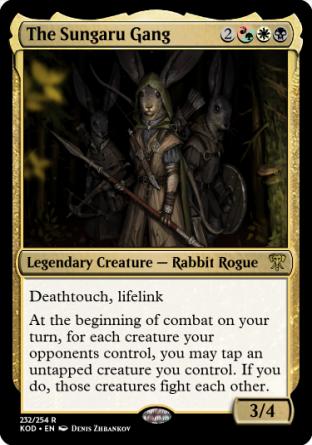 The Sungaru Gang 2
Legendary Creature — Rabbit Rogue
Deathtouch, lifelink
At the beginning of combat on your
turn, for each creature your
opponents control, you may tap an
untapped creature you control. If you
do, those creatures fight each other.
3/4
232/254 R
KOD • EN Denis Zhbankov